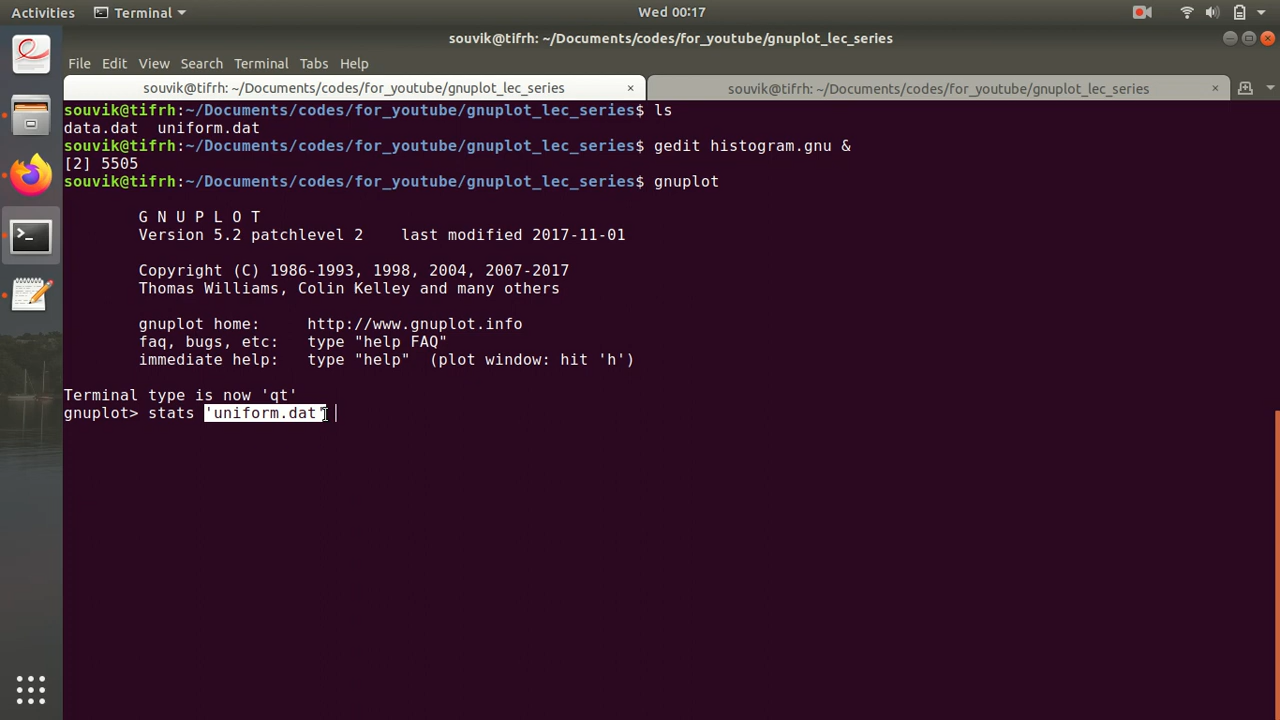 Activities
Terminal
Wed 00:17
souvik@tifrh: ~/Documents/codes/for_youtube/gnuplot_lec_series
File Edit View Search Terminal Tabs Help
souvik@tifrh: ~/Documents/codes/for_youtube/gnuplot_lec_series × souvik@tifrh: ~/Documents/codes/for_youtube/gnuplot_lec_series ×
souvik@tifrh:~/Documents/codes/for_youtube/gnuplot_lec_series$ ls
data.dat  uniform.dat
souvik@tifrh:~/Documents/codes/for_youtube/gnuplot_lec_series$ gedit histogram.gnu &
[2] 5505
souvik@tifrh:~/Documents/codes/for_youtube/gnuplot_lec_series$ gnuplot
G N U P L O T
Version 5.2 patchlevel 2    last modified 2017-11-01
Copyright (C) 1986-1993, 1998, 2004, 2007-2017
Thomas Williams, Colin Kelley and many others
gnuplot home:     http://www.gnuplot.info
faq, bugs, etc:   type "help FAQ"
immediate help:   type "help"  (plot window: hit 'h')
Terminal type is now 'qt'
gnuplot> stats 'uniform.dat'